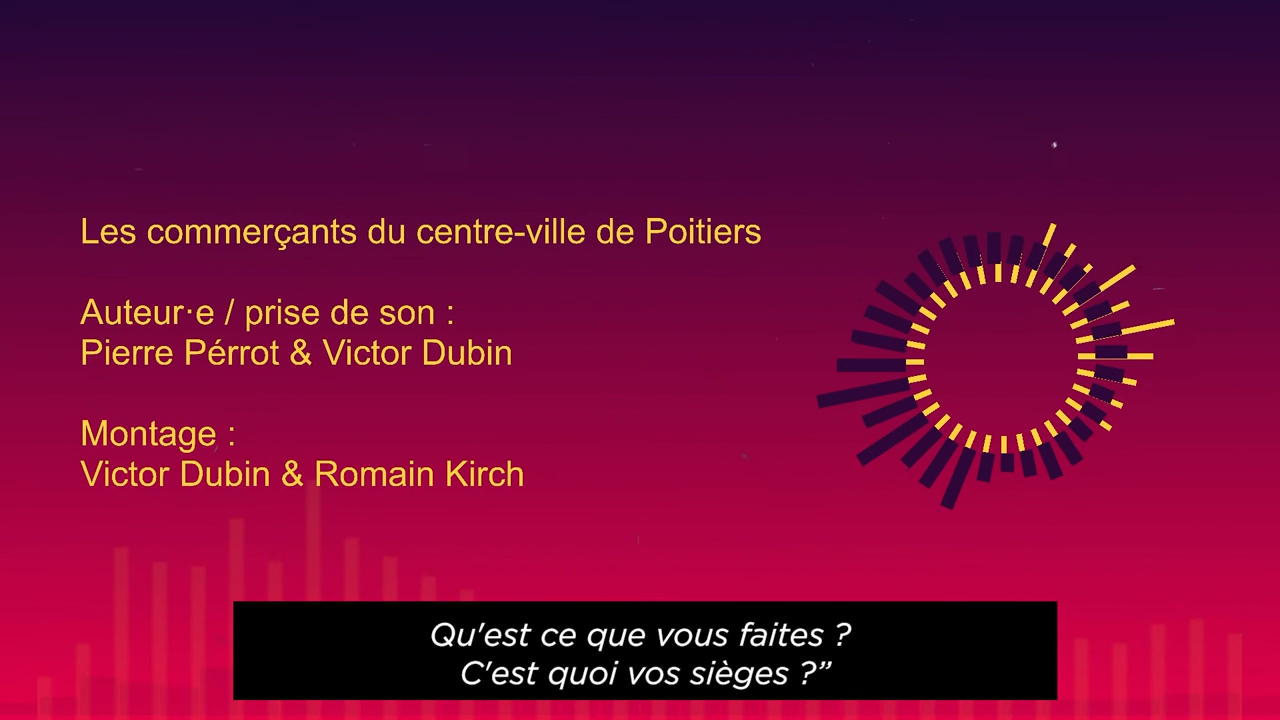 Les commerçants du centre-ville de Poitiers
Auteur·e / prise de son :
Pierre Pérrot & Victor Dubin
Montage :
Victor Dubin & Romain Kirch
Qu'est ce que vous faites ?
C'est quoi vos sièges ?”